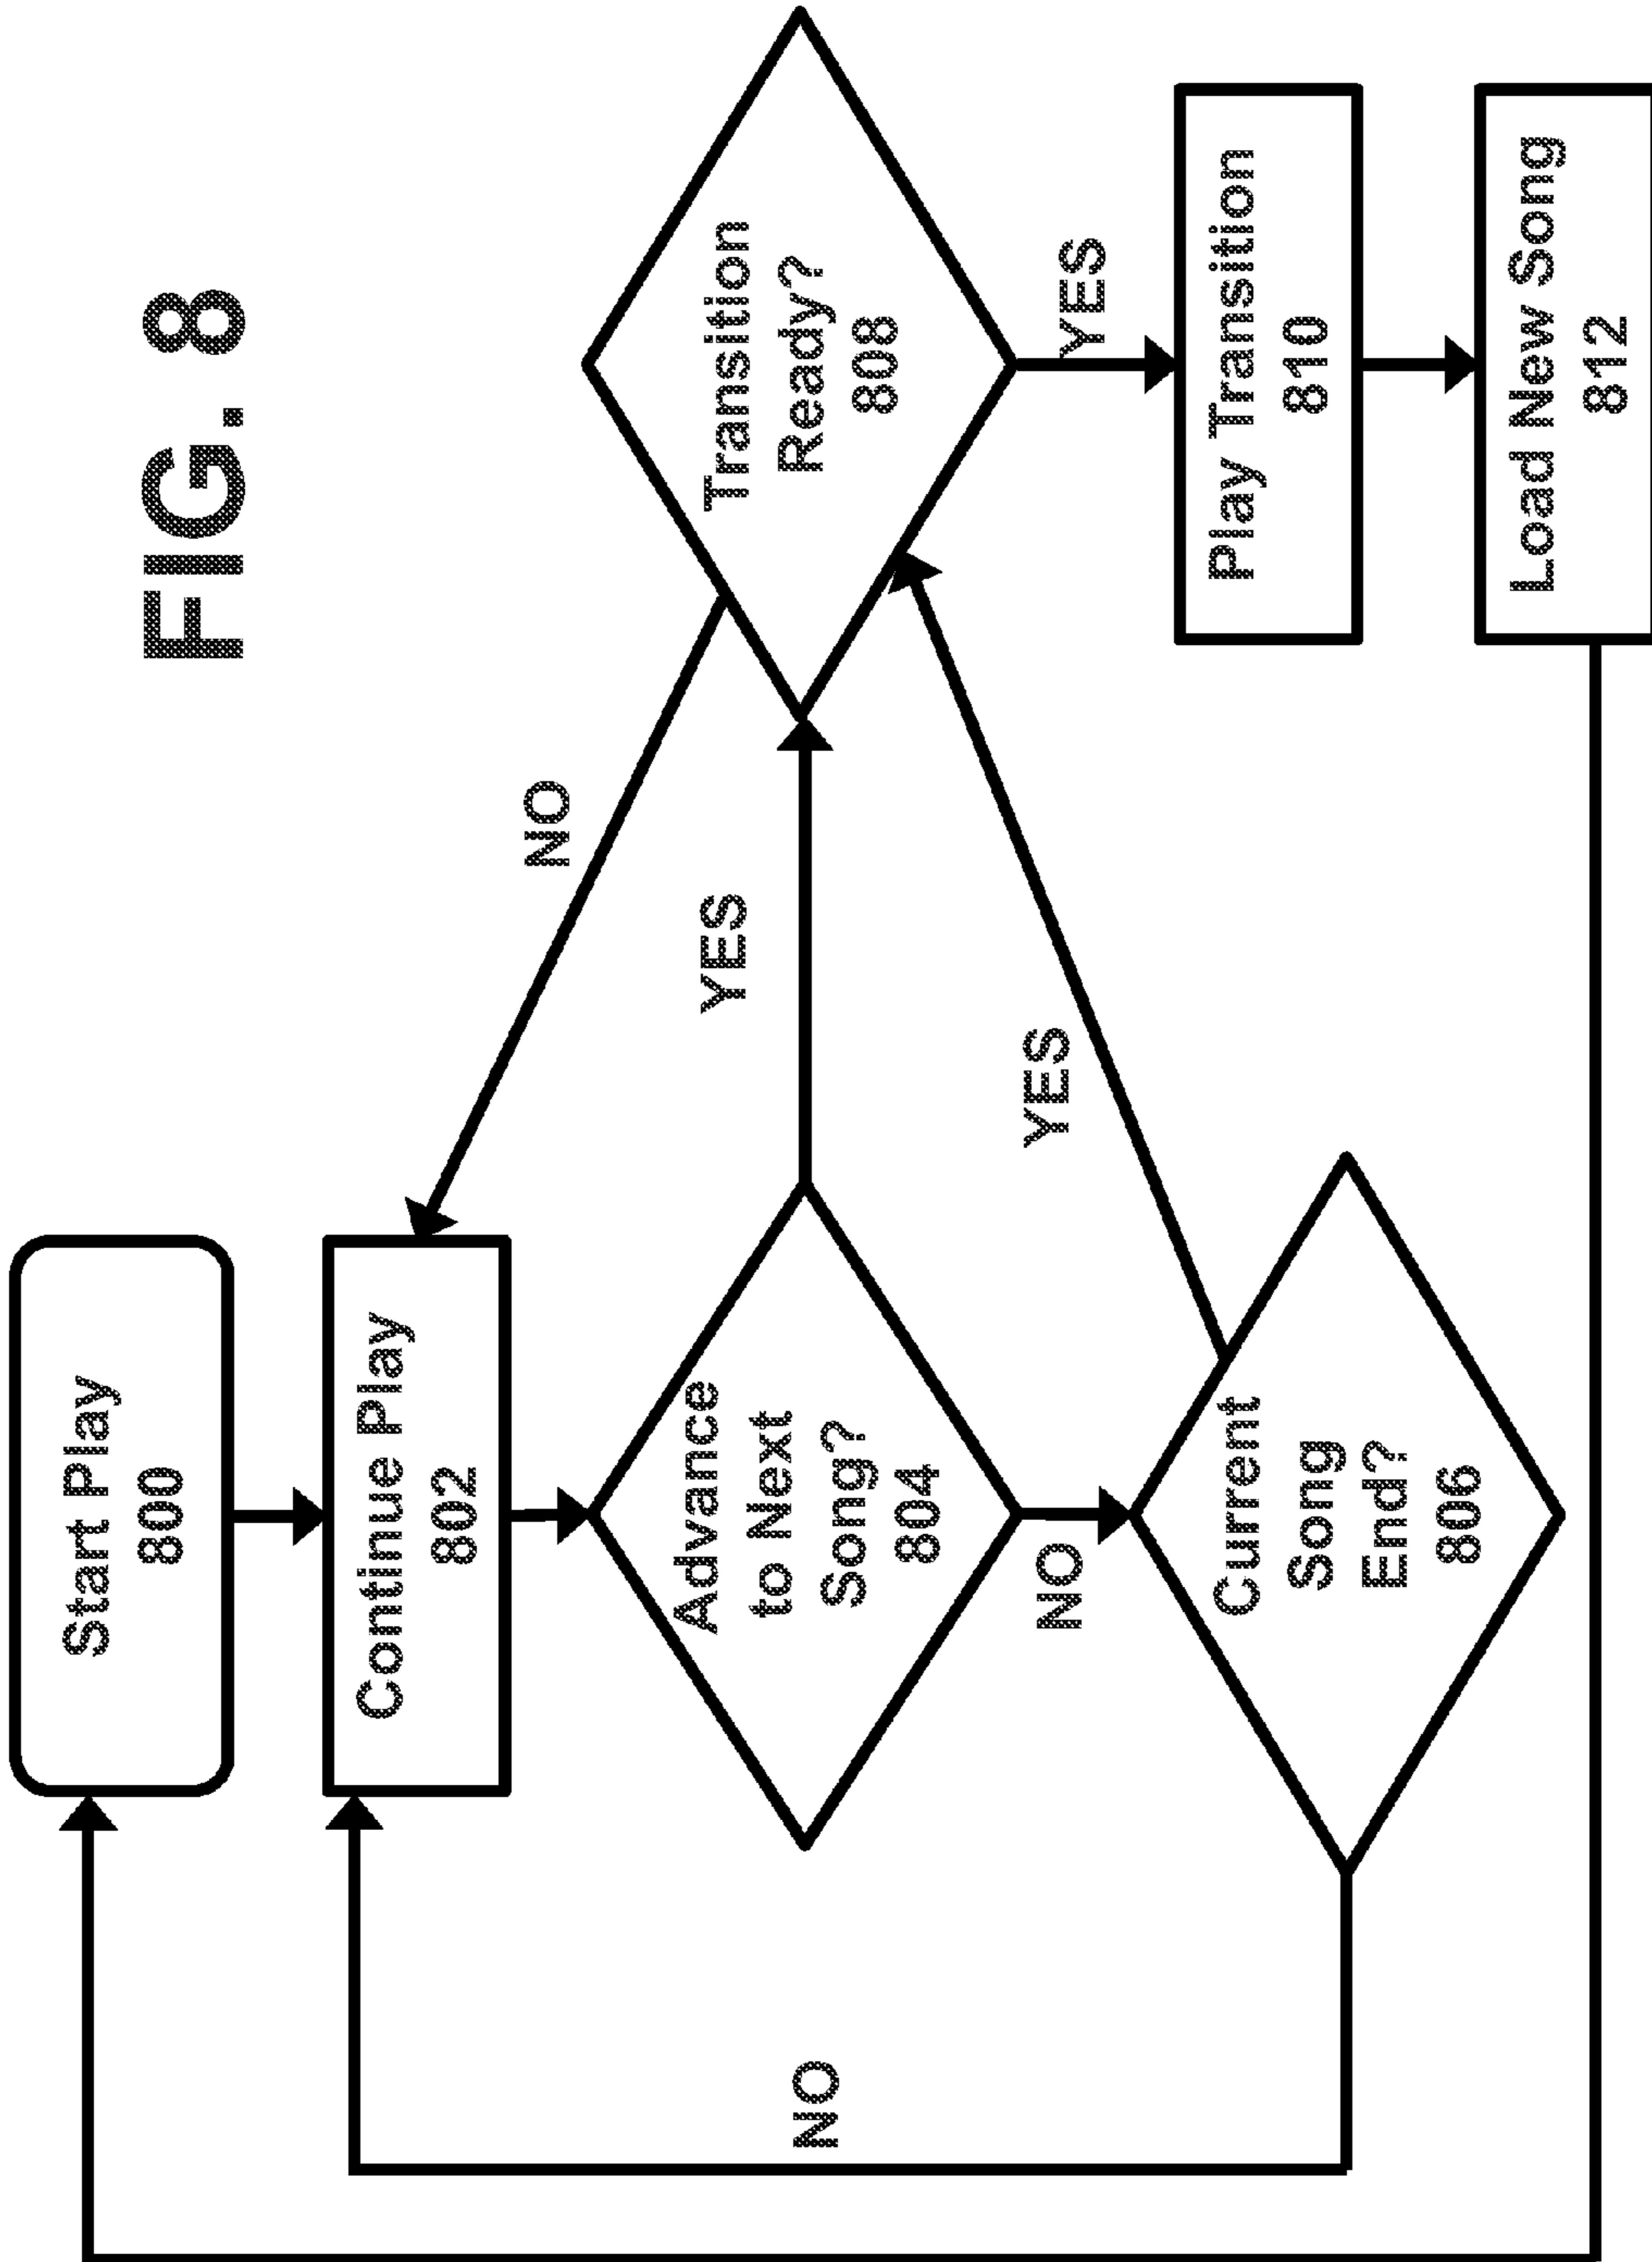 FIG. 8
Start Play
800
Continue Play
802
Advance
to Next
Song?
804
YES
NO
Current
Song
End?
806
YES
NO
Transition
Ready?
808
NO
YES
Play Transition
810
Load New Song
812